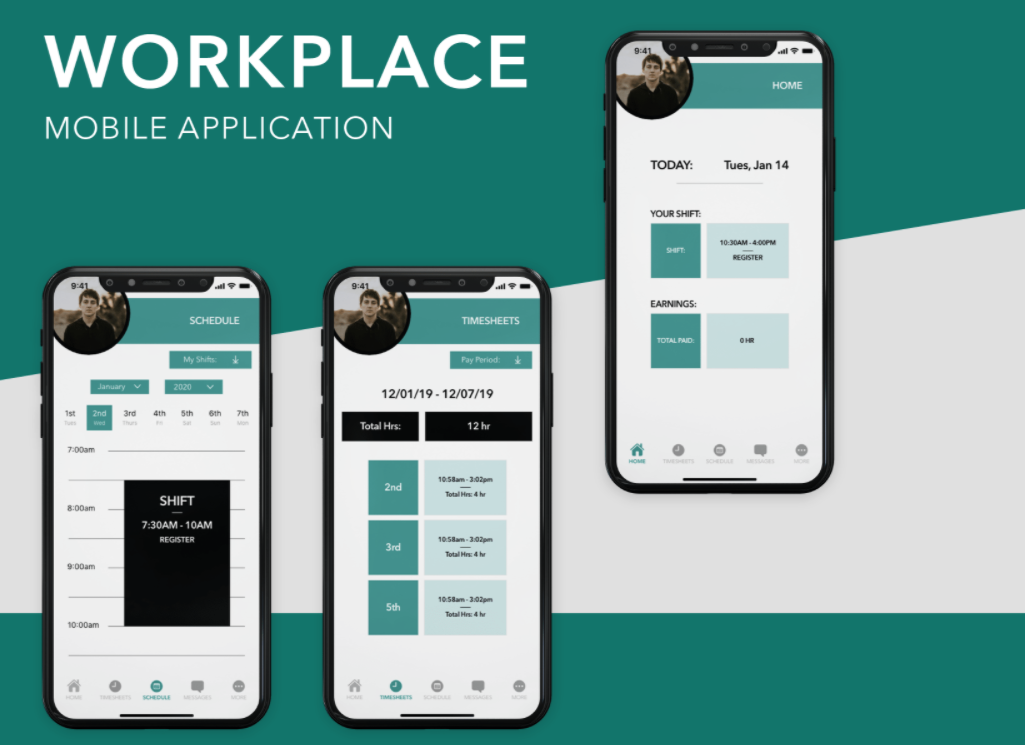 WORKPLACE
MOBILE APPLICATION
9:41
HOME
TODAY: Tues, Jan 14
YOUR SHIFT:
SHIFT:
10:30AM - 4:00PM
REGISTER
EARNINGS:
TOTAL PAID:
6 HR
HOME TIMESHEETS SCHEDULE MESSAGES MORE
9:41
SCHEDULE
My Shifts:
January 2020
1st 2nd 3rd 4th 5th 6th 7th
Tues Wed Thurs Fri Sat Sun Mon
7:00am
8:00am
9:00am
10:00am
SHIFT
7:30AM - 10AM
REGISTER
HOME TIMESHEETS SCHEDULE MESSAGES MORE
9:41
TIMESHEETS
Pay Period:
12/01/19 - 12/07/19
Total Hrs: 12 hr
2nd
10:58am - 3:02pm
Total Hrs: 4 hr
3rd
10:58am - 3:02pm
Total Hrs: 4 hr
5th
10:58am - 3:02pm
Total Hrs: 4 hr
HOME TIMESHEETS SCHEDULE MESSAGES MORE